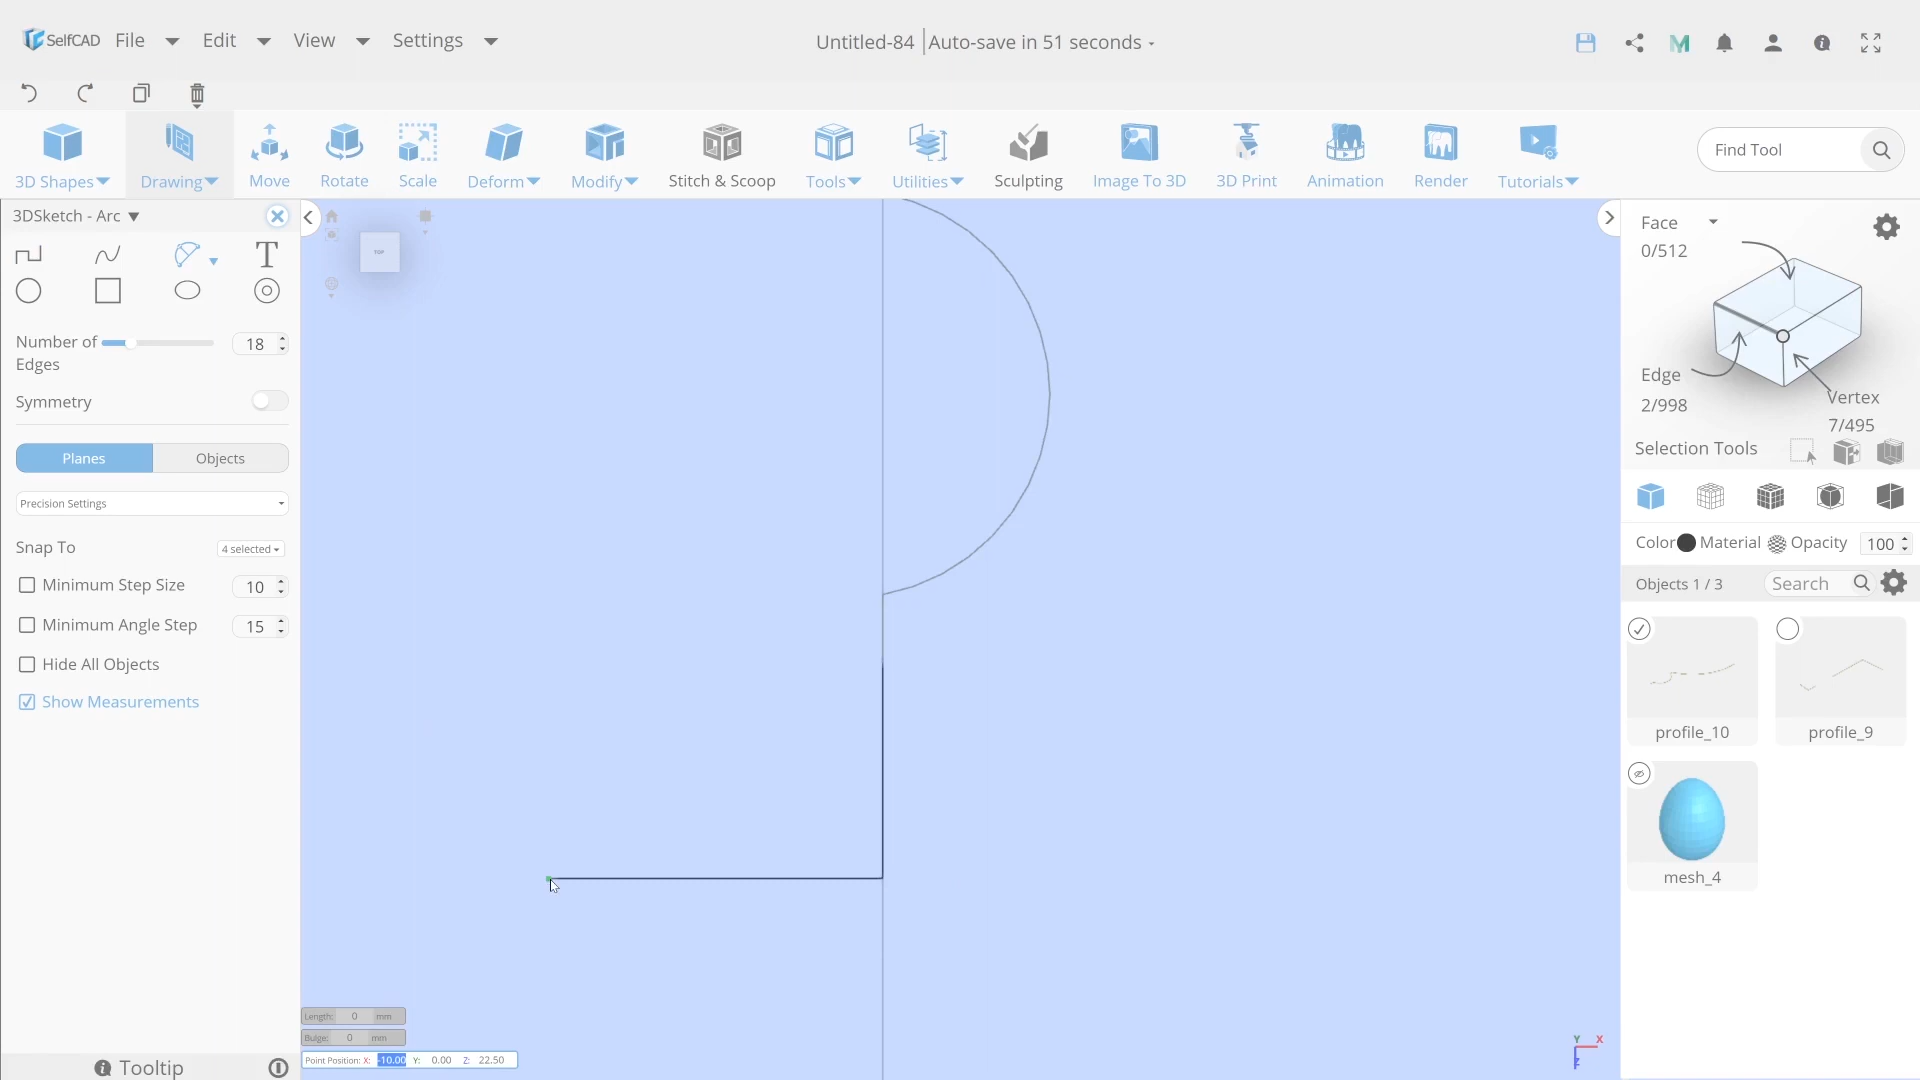 SelfCAD File Edit View Settings Untitled-84 Auto-save in 51 seconds
3D Shapes Drawing Move Rotate Scale Deform Modify Stitch & Scoop Tools Utilities Sculpting Image To 3D 3D Print Animation Render Tutorials Find Tool
3DSketch - Arc
T
Number of Edges 18
Symmetry
Planes Objects
Precision Settings
Snap To 4 selected
Minimum Step Size 10
Minimum Angle Step 15
Hide All Objects
Show Measurements
Tooltip
TOP
Length: 0 mm
Bulge: 0 mm
Point Position: X: -10.00 Y: 0.00 Z: 22.50
Y X
Z
Face
0/512
Edge
2/998
Vertex
7/495
Selection Tools
Color Material Opacity 100
Objects 1 / 3 Search
profile_10 profile_9
mesh_4